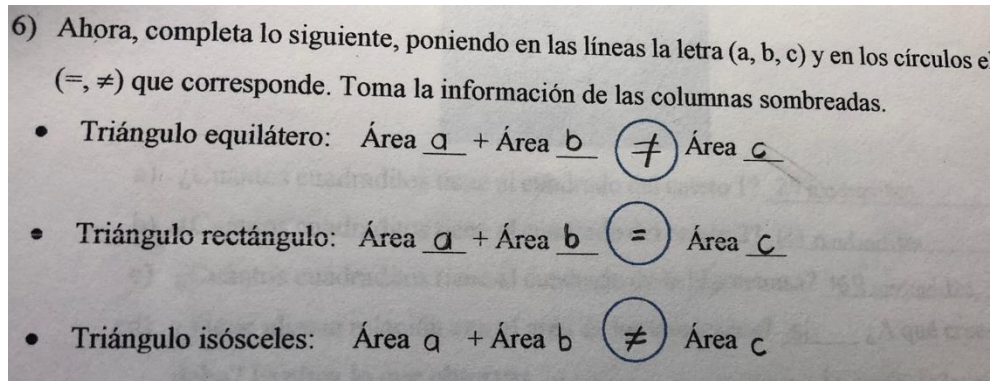 6) Ahora, completa lo siguiente, poniendo en las líneas la letra (a, b, c) y en los círculos el
(=, ≠) que corresponde. Toma la información de las columnas sombreadas.
• Triángulo equilátero: Área a + Área b ≠ Área c
• Triángulo rectángulo: Área a + Área b = Área c
• Triángulo isósceles: Área a + Área b ≠ Área c